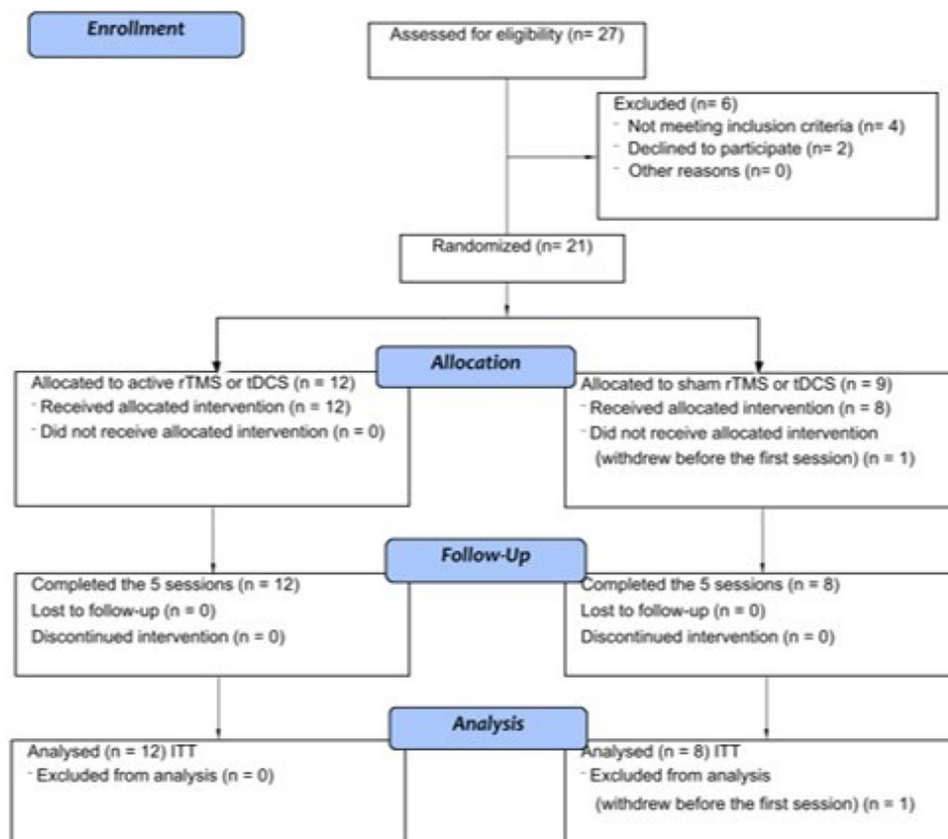 Enrollment
Assessed for eligibility (n= 27)
Excluded (n= 6)
- Not meeting inclusion criteria (n= 4)
- Declined to participate (n= 2)
- Other reasons (n= 0)
Randomized (n= 21)
Allocation
Allocated to active rTMS or tDCS (n = 12)
- Received allocated intervention (n = 12)
- Did not receive allocated intervention (n = 0)
Allocated to sham rTMS or tDCS (n = 9)
- Received allocated intervention (n = 8)
- Did not receive allocated intervention
(withdrew before the first session) (n = 1)
Follow-Up
Completed the 5 sessions (n = 12)
Lost to follow-up (n = 0)
Discontinued intervention (n = 0)
Completed the 5 sessions (n = 8)
Lost to follow-up (n = 0)
Discontinued intervention (n = 0)
Analysis
Analysed (n = 12) ITT
- Excluded from analysis (n = 0)
Analysed (n = 8) ITT
- Excluded from analysis
(withdrew before the first session) (n = 1)